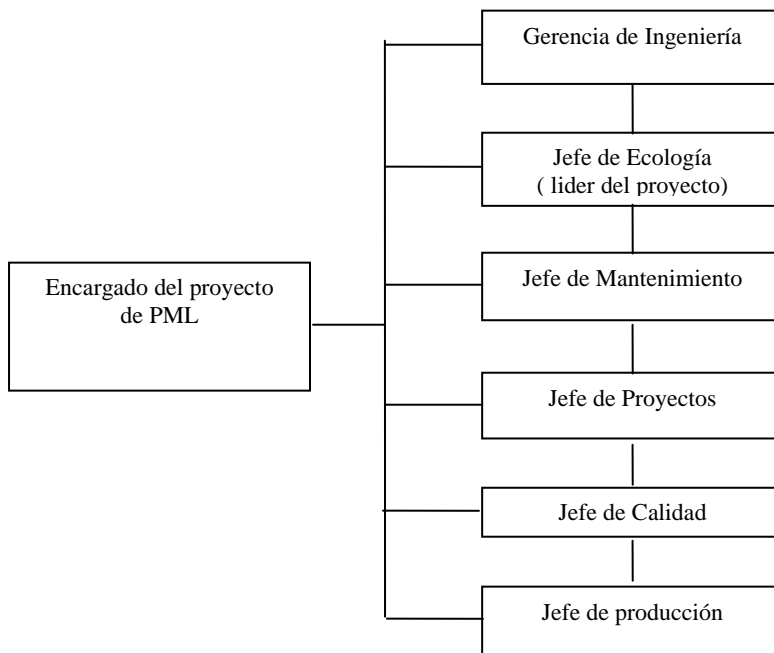 Gerencia de Ingeniería
Jefe de Ecología
( lider del proyecto)
Encargado del proyecto
de PML
Jefe de Mantenimiento
Jefe de Proyectos
Jefe de Calidad
Jefe de producción